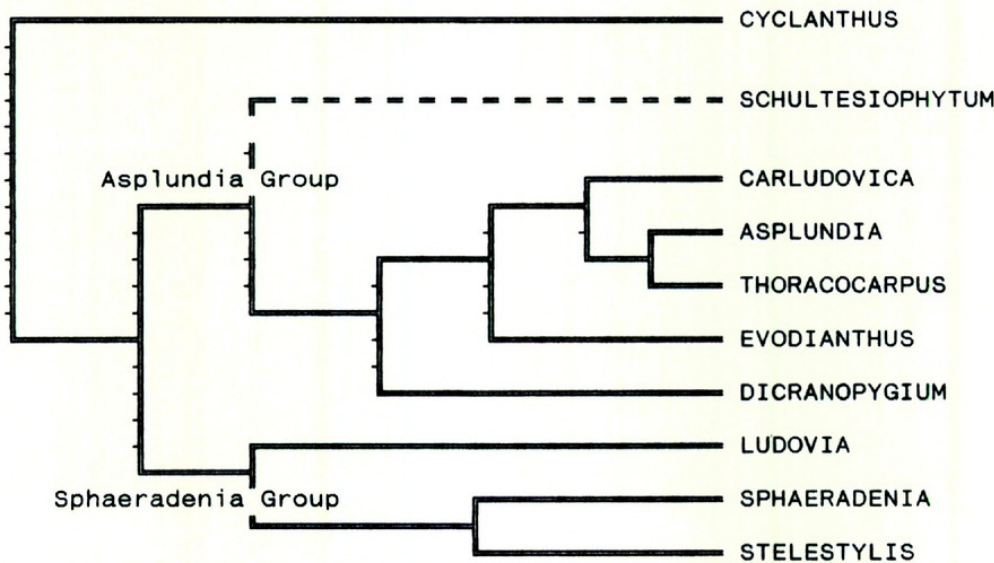 CYCLANTHUS
SCHULTESIOPHYTUM
Asplundia Group
CARLUDOVICA
ASPLUNDIA
THORACOCARPUS
EVODIANTHUS
DICRANOPYGIUM
LUDOVIA
Sphaeradenia Group
SPHAERADENIA
STELESTYLIS